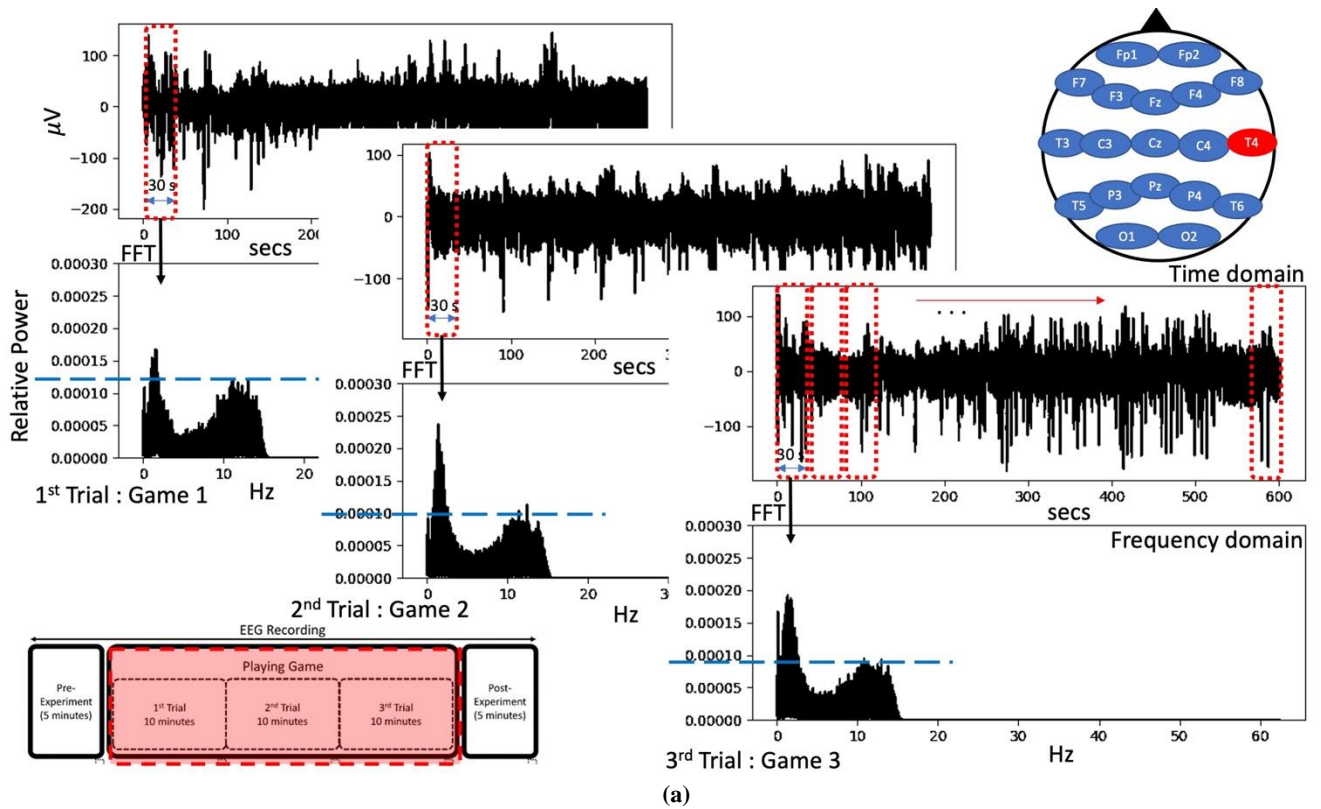 100
0
−100
−200
μV
30 s
0
100
200
secs
FFT
0.00030
0.00025
0.00020
0.00015
0.00010
0.00005
0.00000
Relative Power
0
10
20
Hz
1st Trial : Game 1
100
0
−100
30 s
0
100
200
secs
FFT
0.00030
0.00025
0.00020
0.00015
0.00010
0.00005
0.00000
0
10
20
Hz
2nd Trial : Game 2
Fp1 Fp2
F7 F3 Fz F4 F8
T3 C3 Cz C4 T4
T5 P3 Pz P4 T6
O1 O2
Time domain
100
0
−100
. . .
30 s
0 100 200 300 400 500 600
secs
FFT
Frequency domain
0.00030
0.00025
0.00020
0.00015
0.00010
0.00005
0.00000
0 10 20 30 40 50 60
Hz
3rd Trial : Game 3
EEG Recording
Pre-
Experiment
(5 minutes)
Playing Game
1st Trial
10 minutes
2nd Trial
10 minutes
3rd Trial
10 minutes
Post-
Experiment
(5 minutes)
(a)